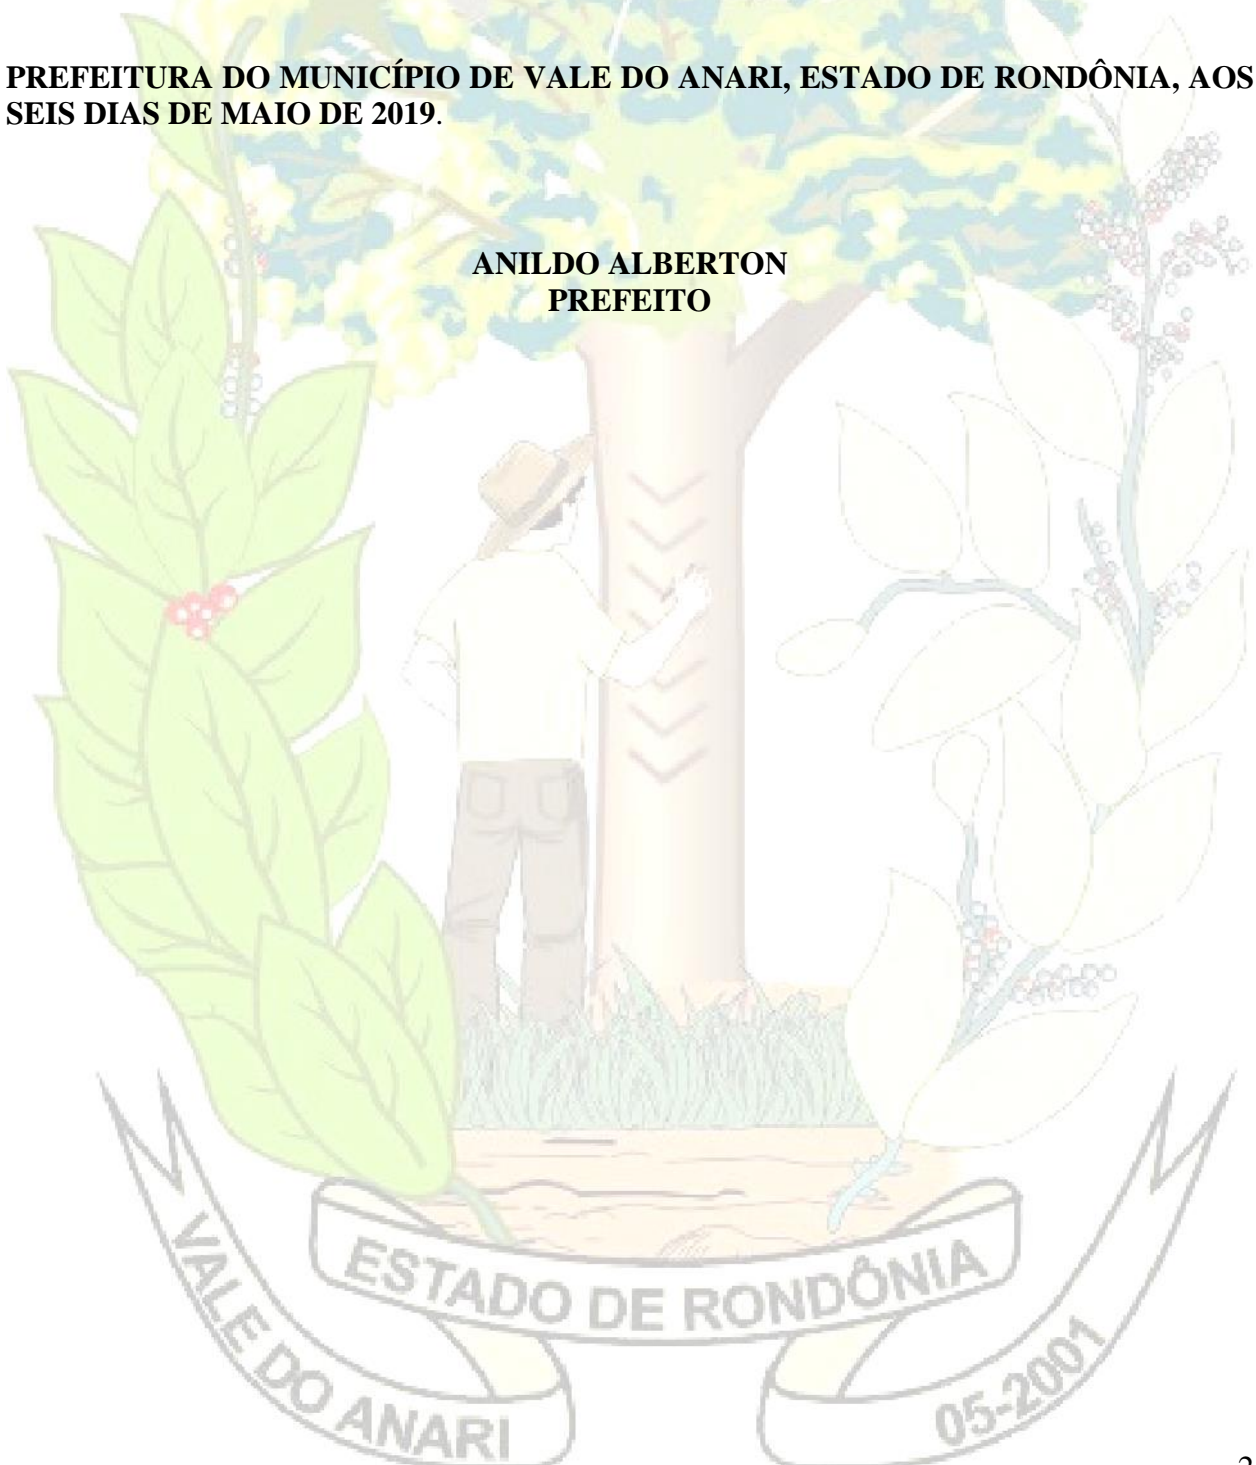 PREFEITURA DO MUNICÍPIO DE VALE DO ANARI, ESTADO DE RONDÔNIA, AOS
SEIS DIAS DE MAIO DE 2019.
ANILDO ALBERTON
PREFEITO
ESTADO DE RONDÔNIA
VALE DO ANARI
05-2001
2